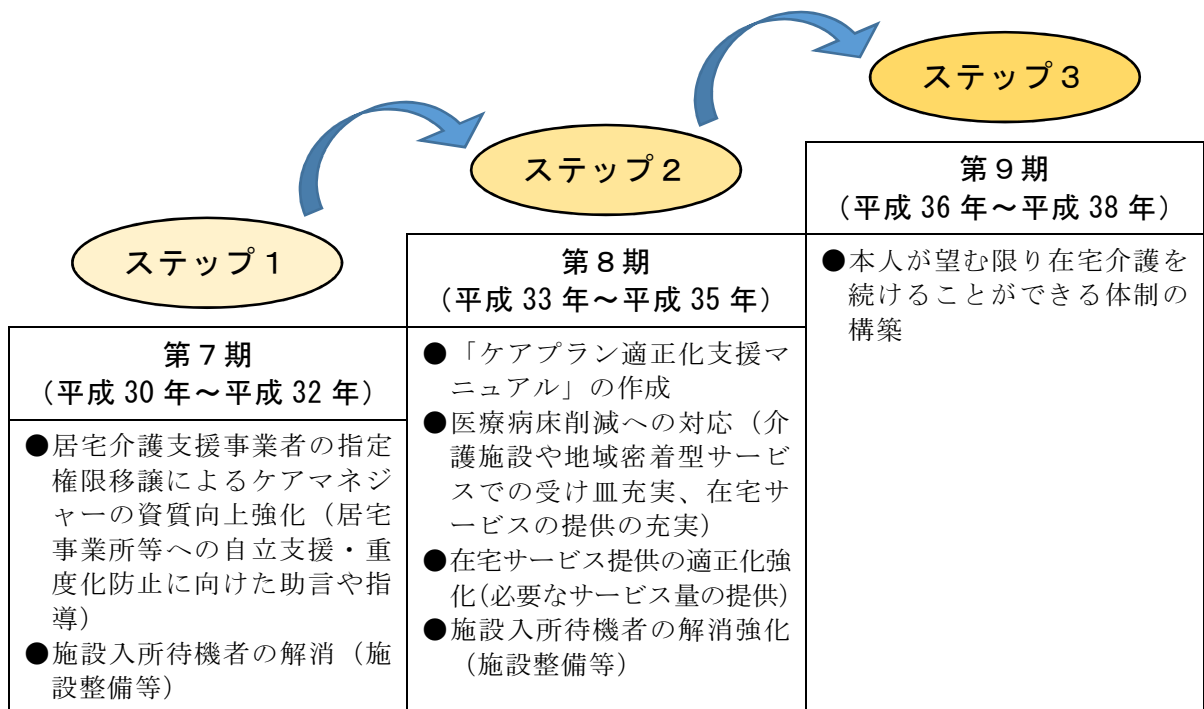 ステップ１
第７期
（平成 30 年～平成 32 年）
●居宅介護支援事業者の指定
権限移譲によるケアマネジ
ャーの資質向上強化（居宅
事業所等への自立支援・重
度化防止に向けた助言や指
導）
●施設入所待機者の解消（施
設整備等）
ステップ２
第８期
（平成 33 年～平成 35 年）
●「ケアプラン適正化支援マ
ニュアル」の作成
●医療病床削減への対応（介
護施設や地域密着型サービ
スでの受け皿充実、在宅サ
ービスの提供の充実）
●在宅サービス提供の適正化強
化（必要なサービス量の提供）
●施設入所待機者の解消強化
（施設整備等）
ステップ３
第９期
（平成 36 年～平成 38 年）
●本人が望む限り在宅介護を
続けることができる体制の
構築